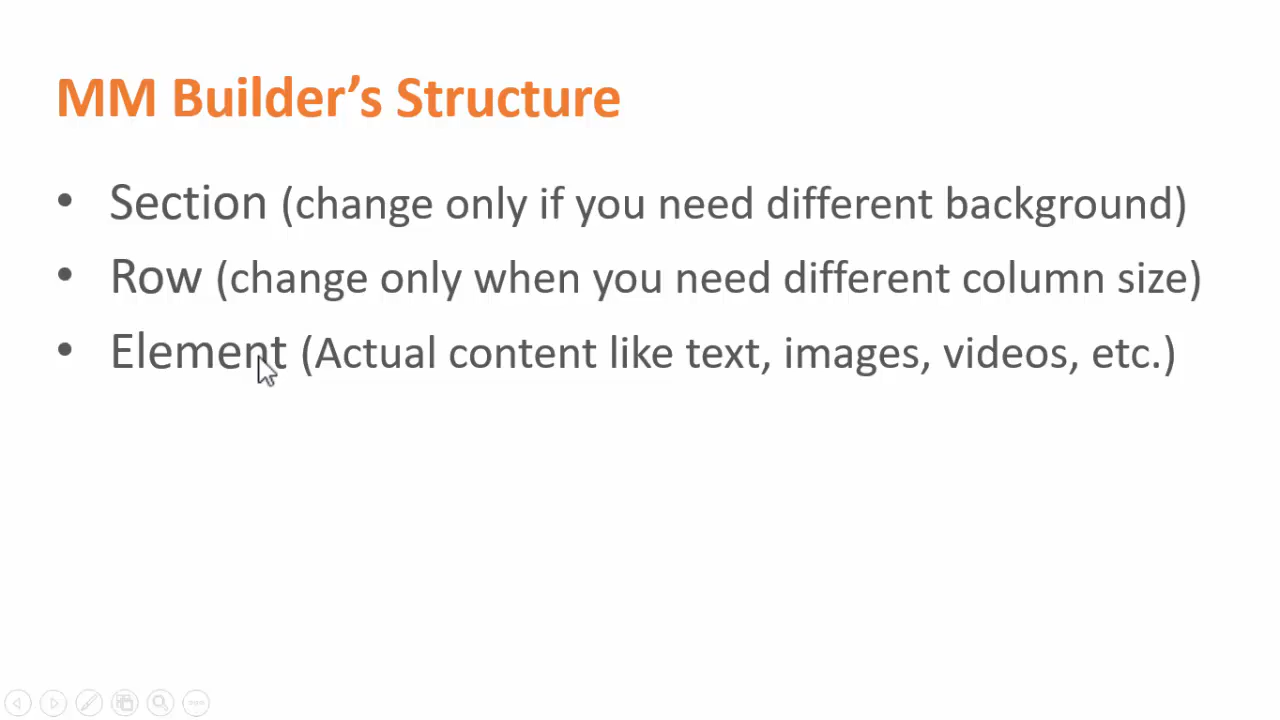 MM Builder’s Structure
• Section (change only if you need different background)
• Row (change only when you need different column size)
• Element (Actual content like text, images, videos, etc.)